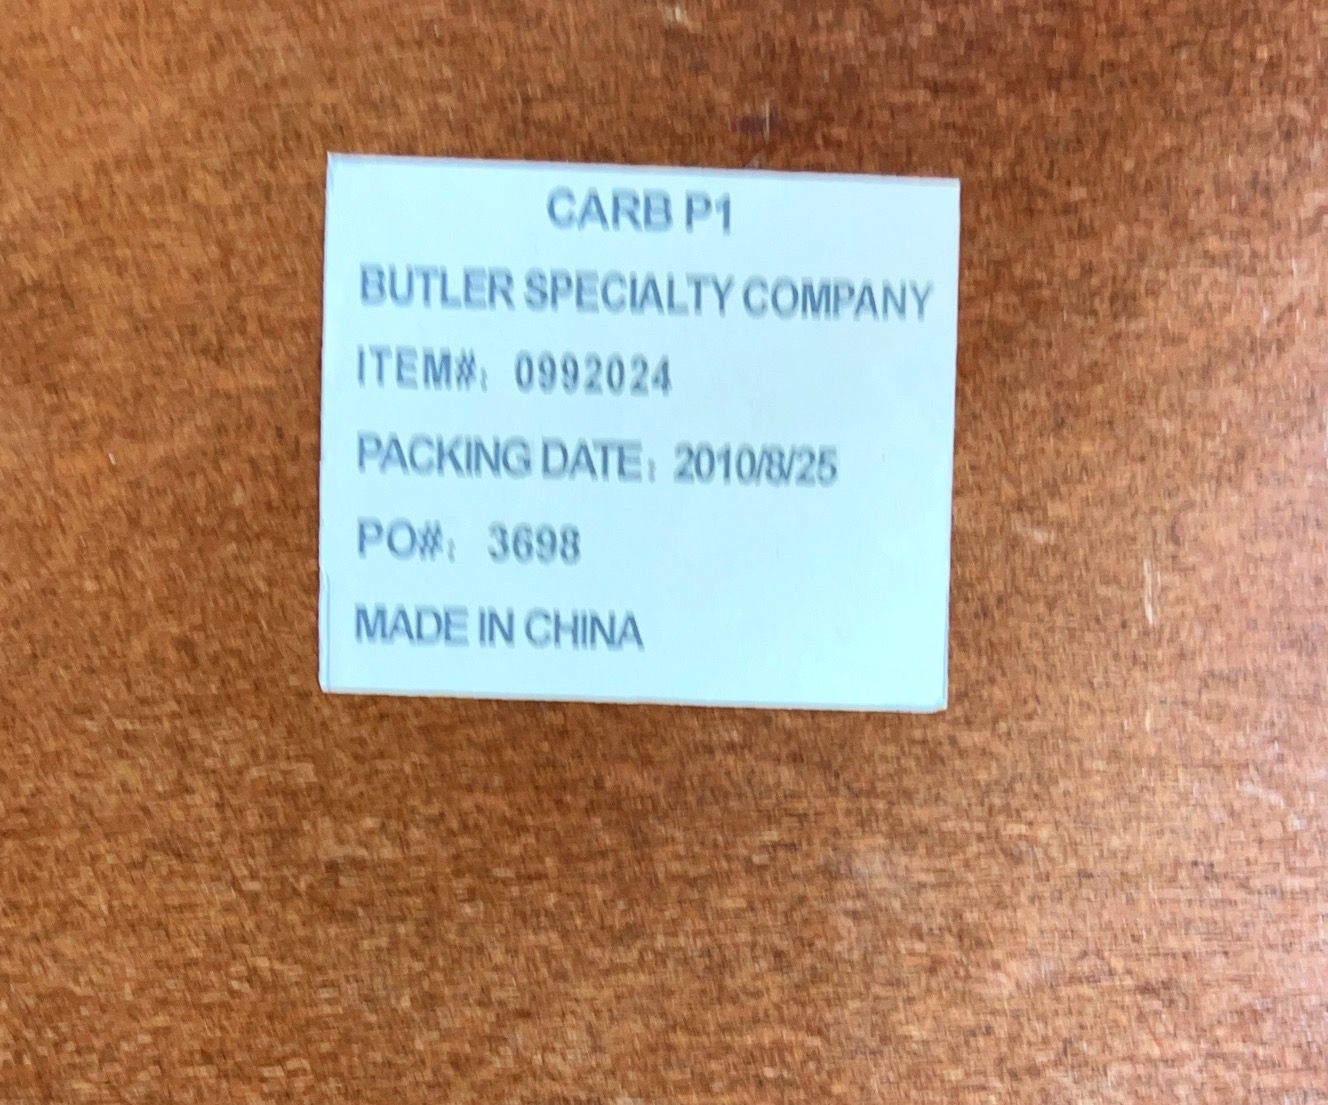 CARB P1
BUTLER SPECIALTY COMPANY
ITEM#: 0992024
PACKING DATE: 2010/8/25
PO#: 3698
MADE IN CHINA